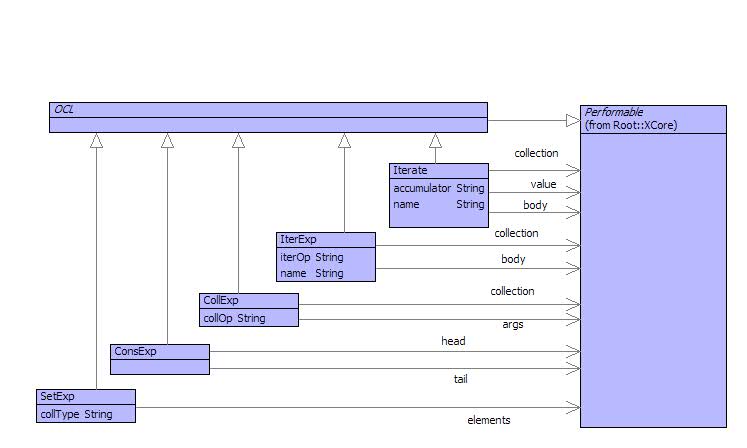 OCL
Performable
(from Root::XCore)
collection
Iterate
accumulator String
value
name String
body
collection
IterExp
iterOp String
body
name String
collection
CollExp
collOp String
args
head
ConsExp
tail
SetExp
collType String
elements